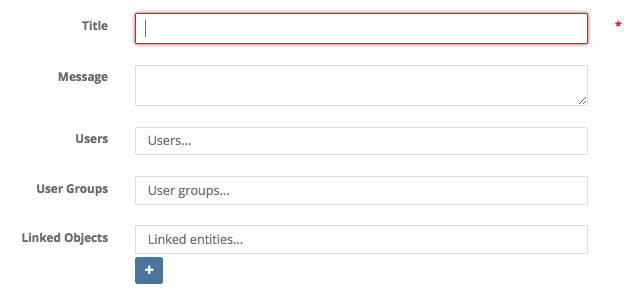 Title *
Message
Users Users...
User Groups User groups...
Linked Objects Linked entities...
+